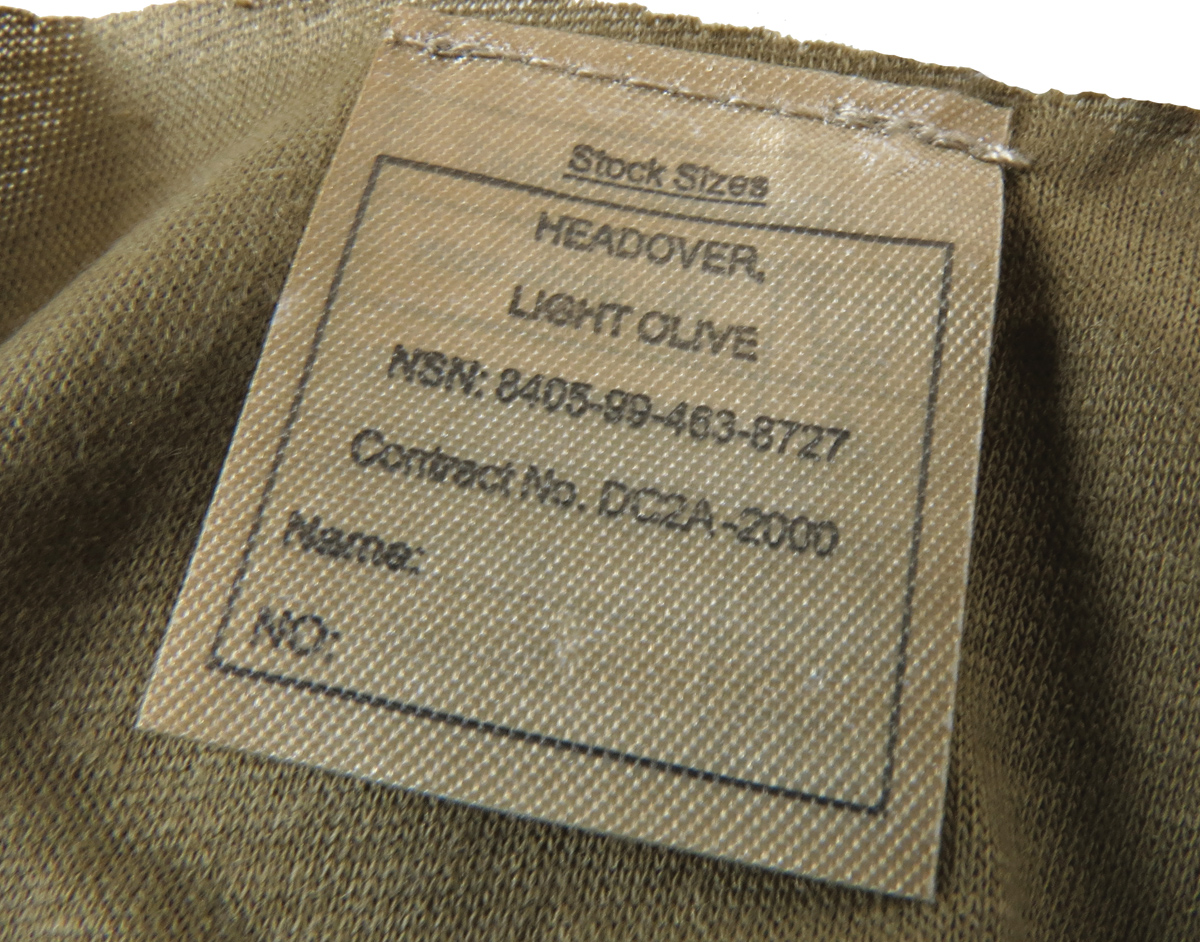 Stock Sizes
HEADOVER,
LIGHT OLIVE
NSN: 8405-99-463-8727
Contract No. DC2A-2000
Name:
NO: